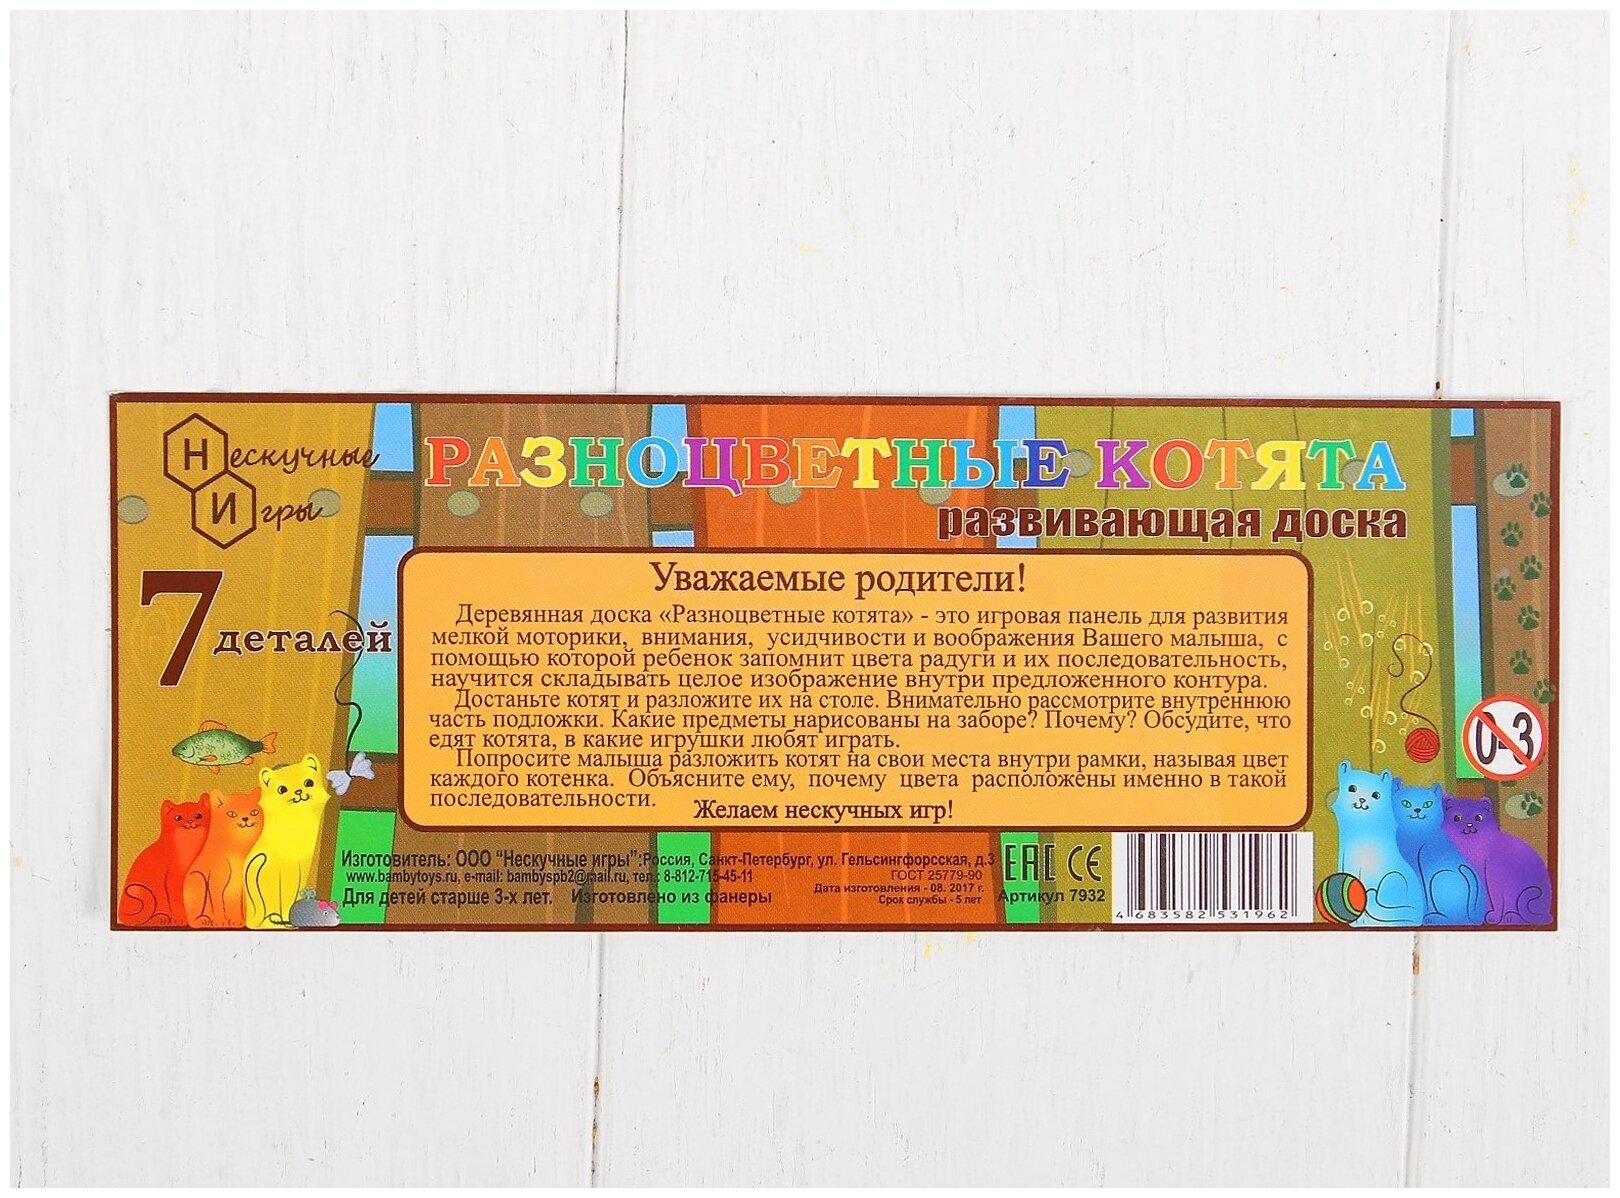 Нескучные
Игры
РАЗНОЦВЕТНЫЕ КОТЯТА
развивающая доска
7 деталей
Уважаемые родители!
Деревянная доска «Разноцветные котята» - это игровая панель для развития
мелкой моторики, внимания, усидчивости и воображения Вашего малыша, с
помощью которой ребенок запомнит цвета радуги и их последовательность,
научится складывать целое изображение внутри предложенного контура.
Достаньте котят и разложите их на столе. Внимательно рассмотрите внутреннюю
часть подложки. Какие предметы нарисованы на заборе? Почему? Обсудите, что
едят котята, в какие игрушки любят играть.
Попросите малыша разложить котят на свои места внутри рамки, называя цвет
каждого котенка. Объясните ему, почему цвета расположены именно в такой
последовательности.
Желаем нескучных игр!
0-3
Изготовитель: ООО "Нескучные игры":Россия, Санкт-Петербург, ул. Гельсингфорсская, д.3
www.bambytoys.ru, e-mail: bambyspb2@mail.ru, тел.: 8-812-715-45-11
ГОСТ 25779-90
Дата изготовления - 08. 2017 г.
Срок службы - 5 лет
Для детей старше 3-х лет. Изготовлено из фанеры
EAC CE
Артикул 7932
4 683582 531962